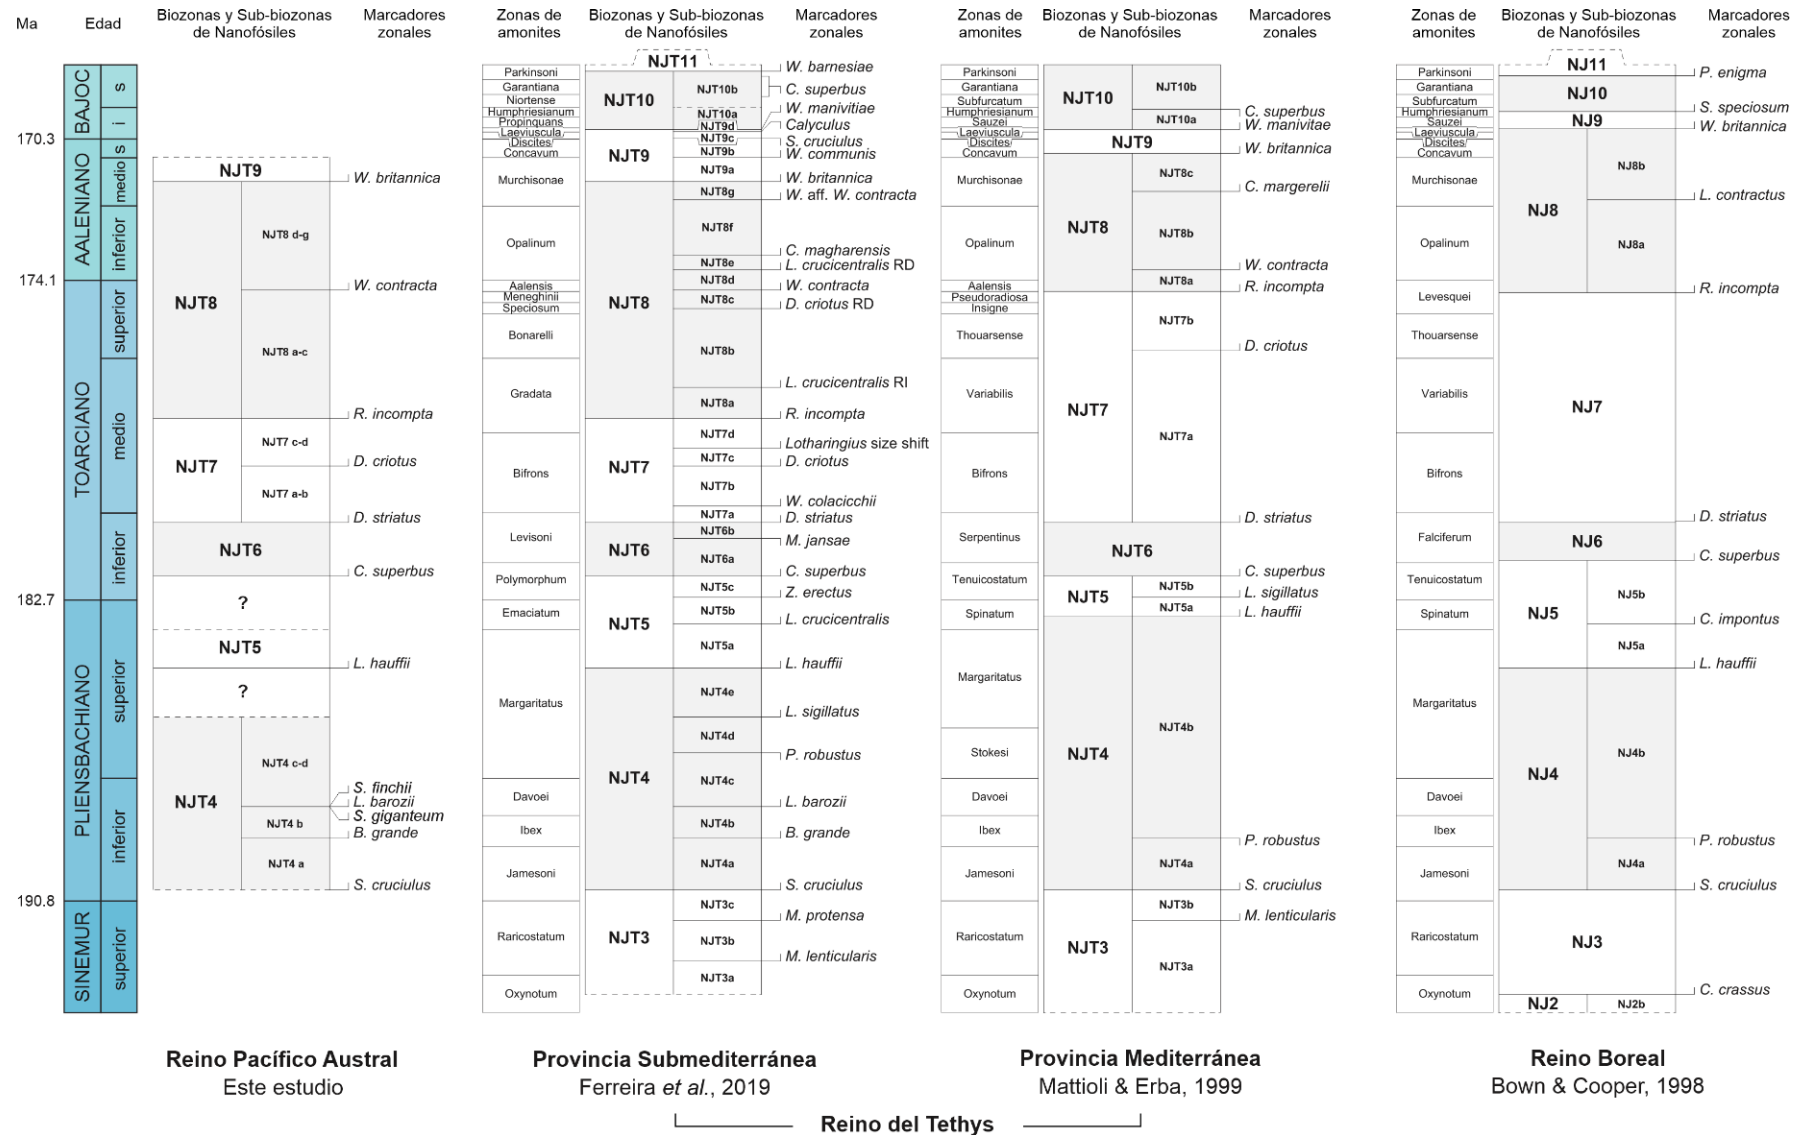 Ma
Edad
Biozonas y Sub-biozonas
de Nanofósiles
Marcadores
zonales
Zonas de
amonites
Biozonas y Sub-biozonas
de Nanofósiles
Marcadores
zonales
Zonas de
amonites
Biozonas y Sub-biozonas
de Nanofósiles
Marcadores
zonales
Zonas de
amonites
Biozonas y Sub-biozonas
de Nanofósiles
Marcadores
zonales
170.3
174.1
182.7
190.8
BAJOC
AALENIANO
TOARCIANO
PLIENSBACHIANO
SINEMUR
s
i
s
medio
inferior
superior
medio
inferior
superior
inferior
superior
NJT9
NJT8
NJT8 d-g
NJT8 a-c
NJT7
NJT7 c-d
NJT7 a-b
NJT6
?
NJT5
?
NJT4
NJT4 c-d
NJT4 b
NJT4 a
W. britannica
W. contracta
R. incompta
D. criotus
D. striatus
C. superbus
L. hauffii
S. finchii
L. barozii
S. giganteum
B. grande
S. cruciulus
Parkinsoni
Garantiana
Niortense
Humphriesianum
Propinquans
Laeviuscula
Discites
Concavum
Murchisonae
Opalinum
Aalensis
Meneghinii
Speciosum
Bonarelli
Gradata
Bifrons
Levisoni
Polymorphum
Emaciatum
Margaritatus
Davoei
Ibex
Jamesoni
Raricostatum
Oxynotum
NJT11
NJT10
NJT9
NJT8
NJT7
NJT6
NJT5
NJT4
NJT3
NJT10b
NJT10a
NJT9d
NJT9c
NJT9b
NJT9a
NJT8g
NJT8f
NJT8e
NJT8d
NJT8c
NJT8b
NJT8a
NJT7d
NJT7c
NJT7b
NJT7a
NJT6b
NJT6a
NJT5c
NJT5b
NJT5a
NJT4e
NJT4d
NJT4c
NJT4b
NJT4a
NJT3c
NJT3b
NJT3a
W. barnesiae
C. superbus
W. manivitiae
Calyculus
S. cruciulus
W. communis
W. britannica
W. aff. W. contracta
C. magharensis
L. crucicentralis RD
W. contracta
D. criotus RD
L. crucicentralis RI
R. incompta
Lotharingius size shift
D. criotus
W. colacicchii
D. striatus
M. jansae
C. superbus
Z. erectus
L. crucicentralis
L. hauffii
L. sigillatus
P. robustus
L. barozii
B. grande
S. cruciulus
M. protensa
M. lenticularis
Parkinsoni
Garantiana
Subfurcatum
Humphriesianum
Sauzei
Laeviuscula
Discites
Concavum
Murchisonae
Opalinum
Aalensis
Pseudoradiosa
Insigne
Thouarsense
Variabilis
Bifrons
Serpentinus
Tenuicostatum
Spinatum
Margaritatus
Stokesi
Davoei
Ibex
Jamesoni
Raricostatum
Oxynotum
NJT10
NJT9
NJT8
NJT7
NJT6
NJT5
NJT4
NJT3
NJT10b
NJT10a
NJT8c
NJT8b
NJT8a
NJT7b
NJT7a
NJT5b
NJT5a
NJT4b
NJT4a
NJT3b
NJT3a
C. superbus
W. manivitae
W. britannica
C. margerelii
W. contracta
R. incompta
D. criotus
D. striatus
C. superbus
L. sigillatus
L. hauffii
P. robustus
S. cruciulus
M. lenticularis
Parkinsoni
Garantiana
Subfurcatum
Humphriesianum
Sauzei
Laeviuscula
Discites
Concavum
Murchisonae
Opalinum
Levesquei
Thouarsense
Variabilis
Bifrons
Falciferum
Tenuicostatum
Spinatum
Margaritatus
Davoei
Ibex
Jamesoni
Raricostatum
Oxynotum
NJ11
NJ10
NJ9
NJ8
NJ7
NJ6
NJ5
NJ4
NJ3
NJ2
NJ8b
NJ8a
NJ5b
NJ5a
NJ4b
NJ4a
NJ2b
P. enigma
S. speciosum
W. britannica
L. contractus
R. incompta
D. striatus
C. superbus
C. impontus
L. hauffii
P. robustus
S. cruciulus
C. crassus
Reino Pacífico Austral
Este estudio
Provincia Submediterránea
Ferreira et al., 2019
Provincia Mediterránea
Mattioli & Erba, 1999
Reino Boreal
Bown & Cooper, 1998
Reino del Tethys